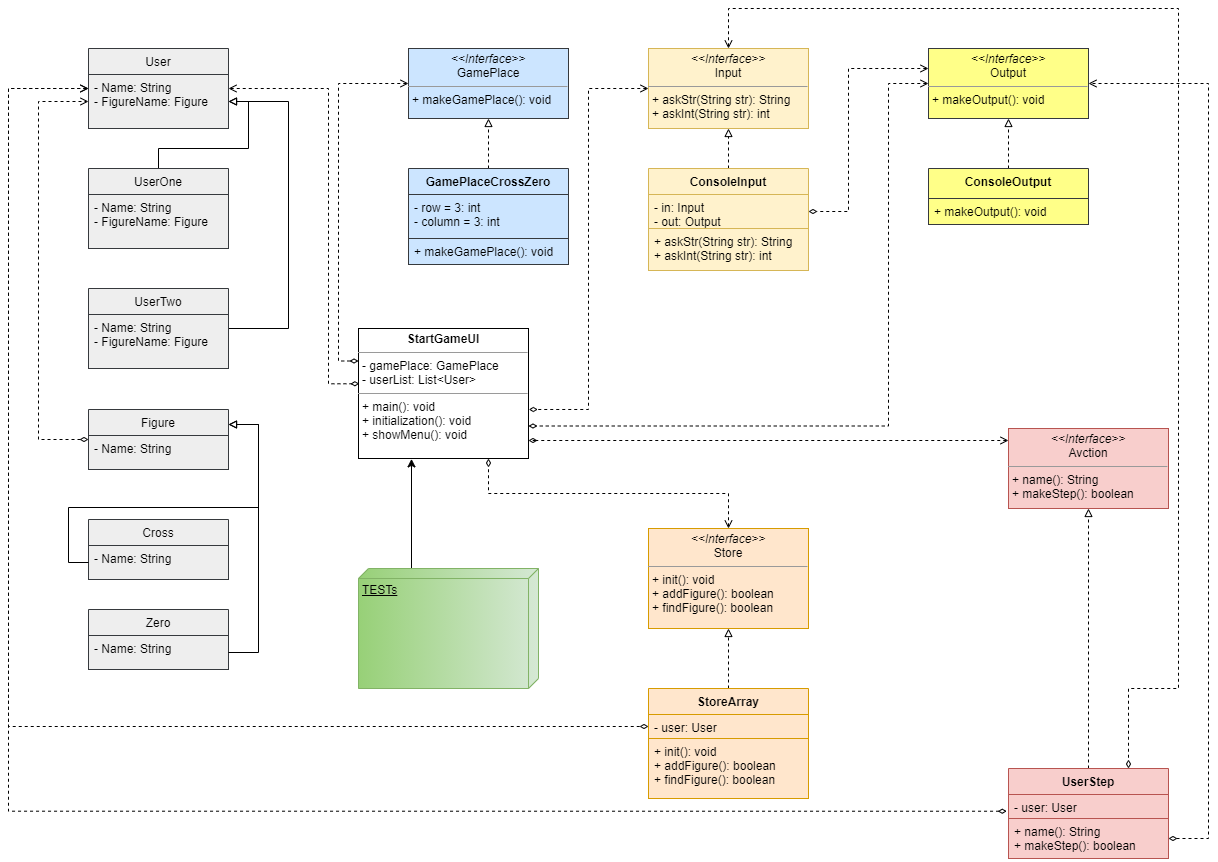 User
- Name: String
- FigureName: Figure
<<Interface>>
GamePlace
+ makeGamePlace(): void
<<Interface>>
Input
+ askStr(String str): String
+ askInt(String str): int
<<Interface>>
Output
+ makeOutput(): void
UserOne
- Name: String
- FigureName: Figure
GamePlaceCrossZero
- row = 3: int
- column = 3: int
+ makeGamePlace(): void
ConsoleInput
- in: Input
- out: Output
+ askStr(String str): String
+ askInt(String str): int
ConsoleOutput
+ makeOutput(): void
UserTwo
- Name: String
- FigureName: Figure
StartGameUI
- gamePlace: GamePlace
- userList: List<User>
+ main(): void
+ initialization(): void
+ showMenu(): void
Figure
- Name: String
<<Interface>>
Avction
+ name(): String
+ makeStep(): boolean
Cross
- Name: String
<<Interface>>
Store
+ init(): void
+ addFigure(): boolean
+ findFigure(): boolean
TESTs
Zero
- Name: String
StoreArray
- user: User
+ init(): void
+ addFigure(): boolean
+ findFigure(): boolean
UserStep
- user: User
+ name(): String
+ makeStep(): boolean